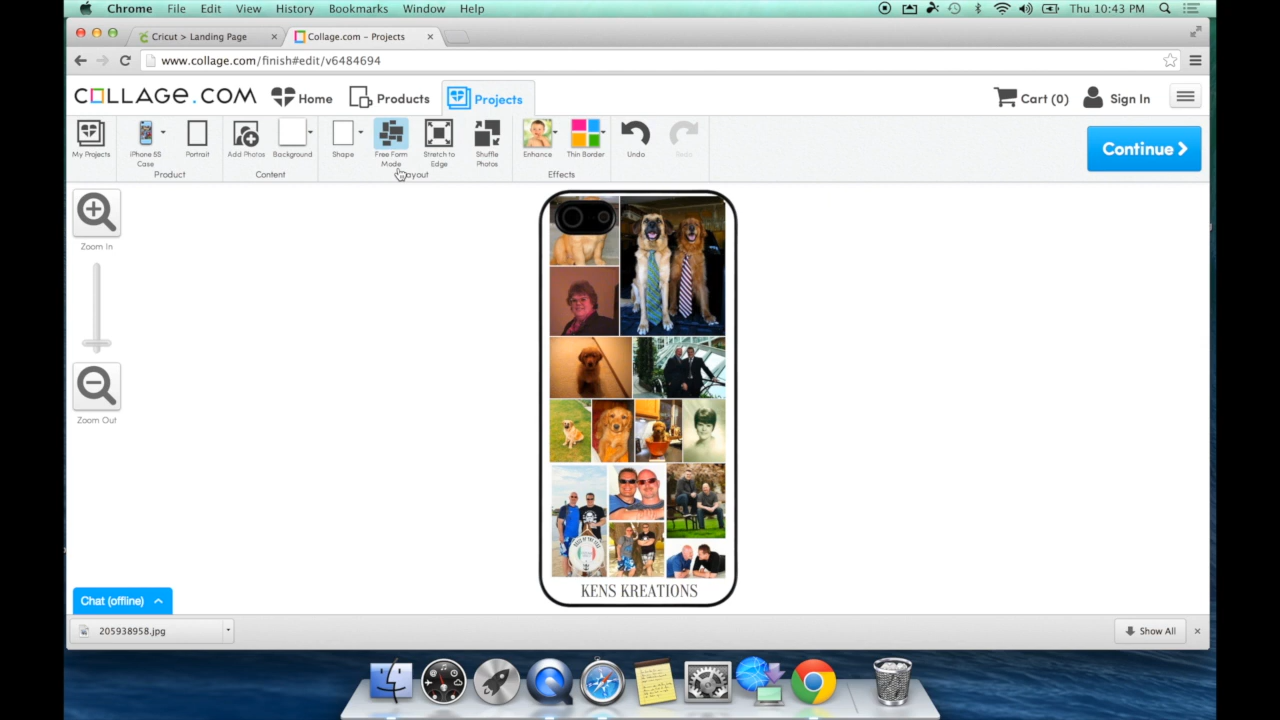 Chrome File Edit View History Bookmarks Window Help Thu 10:43 PM
Cricut > Landing Page
Collage.com – Projects
www.collage.com/finish#edit/v6484694
COLLAGE.COM Home Products Projects Cart (0) Sign In
My Projects
iPhone 5S Case
Portrait
Add Photos
Background
Shape
Free Form Mode
Stretch to Edge
Shuffle Photos
Enhance
Thin Border
Undo
Redo
Continue
Product Content Layout Effects
Zoom In
Zoom Out
KENS KREATIONS
Chat (offline)
205938958.jpg
Show All